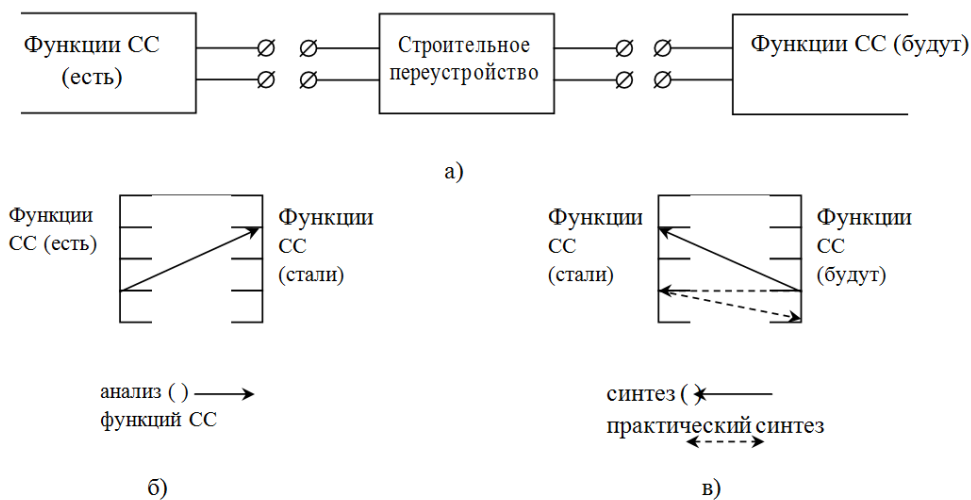 Функции СС
(есть)
Строительное
переустройство
Функции СС (будут)
а)
Функции
СС (есть)
Функции
СС
(стали)
анализ ( )
функций СС
б)
Функции
СС
(стали)
Функции
СС
(будут)
синтез ( )
практический синтез
в)